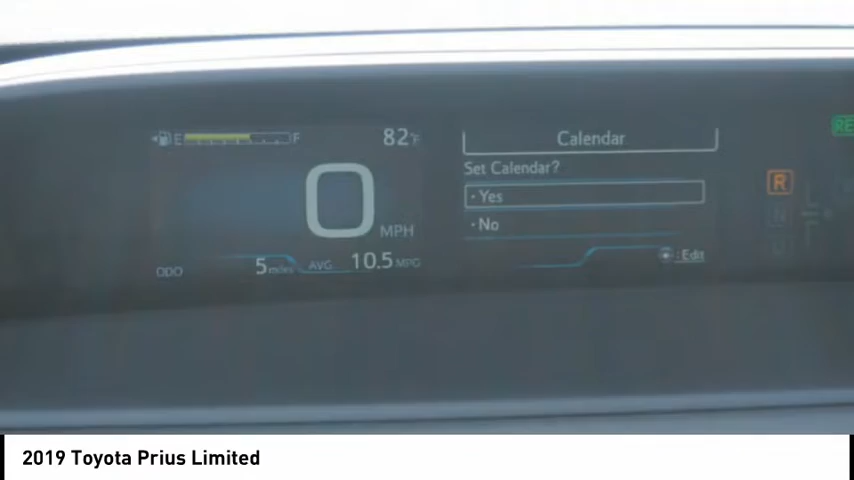 E F 82°F
0 MPH
ODO 5 miles AVG 10.5 MPG
Calendar
Set Calendar?
· Yes
· No
: Edit
RE
R
N
2019 Toyota Prius Limited